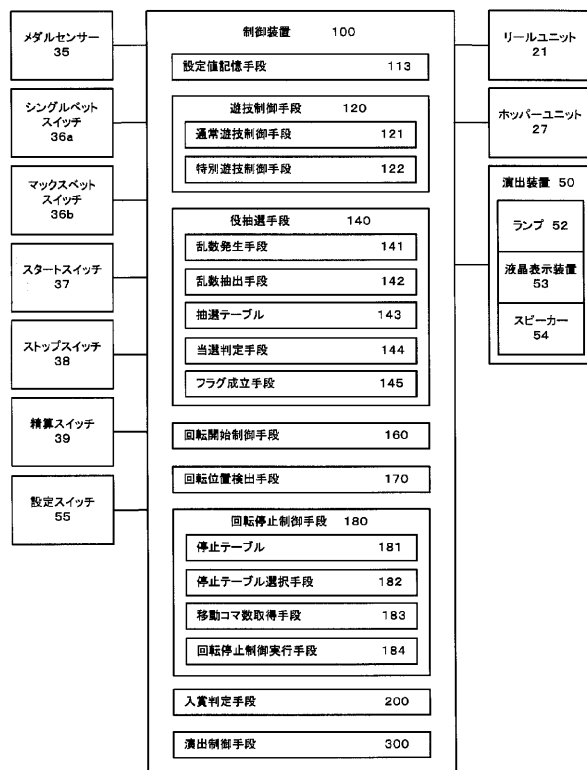 メダルセンサー
35
シングルベット
スイッチ
36a
マックスベット
スイッチ
36b
スタートスイッチ
37
ストップスイッチ
38
精算スイッチ
39
設定スイッチ
55
制御装置 100
設定値記憶手段 113
遊技制御手段 120
通常遊技制御手段 121
特別遊技制御手段 122
役抽選手段 140
乱数発生手段 141
乱数抽出手段 142
抽選テーブル 143
当選判定手段 144
フラグ成立手段 145
回転開始制御手段 160
回転位置検出手段 170
回転停止制御手段 180
停止テーブル 181
停止テーブル選択手段 182
移動コマ数取得手段 183
回転停止制御実行手段 184
入賞判定手段 200
演出制御手段 300
リールユニット
21
ホッパーユニット
27
演出装置 50
ランプ 52
液晶表示装置
53
スピーカー
54